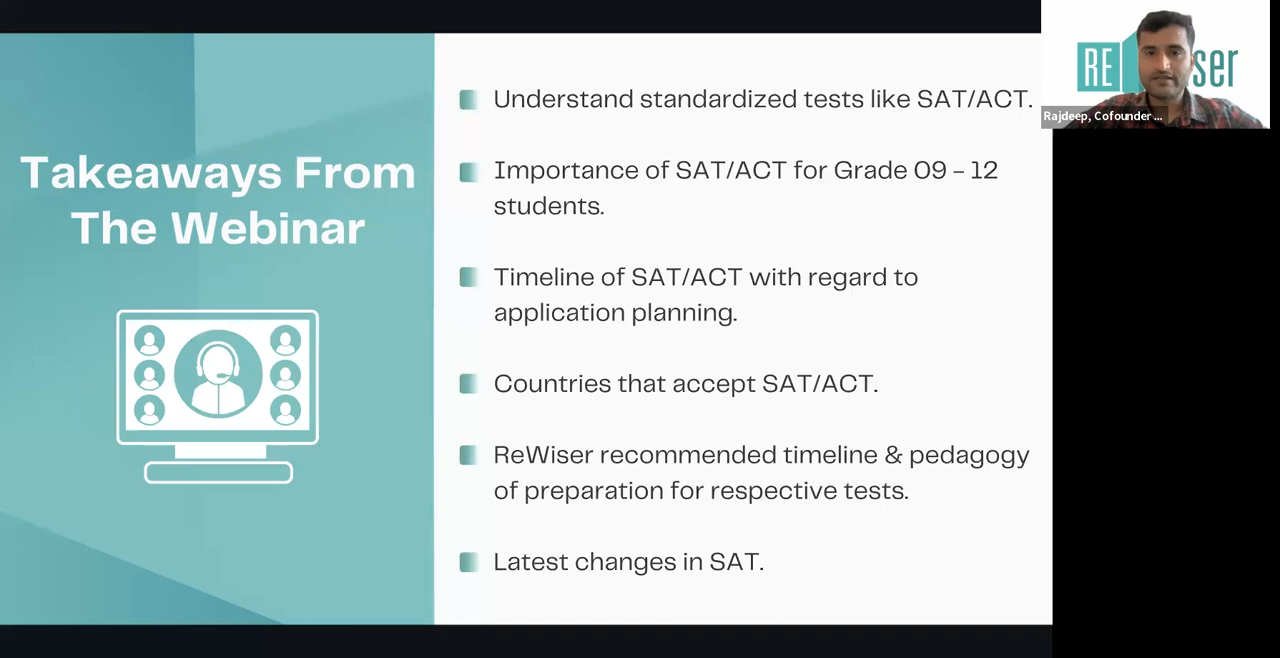 Takeaways From
The Webinar
Understand standardized tests like SAT/ACT.
Importance of SAT/ACT for Grade 09 – 12
students.
Timeline of SAT/ACT with regard to
application planning.
Countries that accept SAT/ACT.
ReWiser recommended timeline & pedagogy
of preparation for respective tests.
Latest changes in SAT.
RE ser
Rajdeep, Cofounder ...